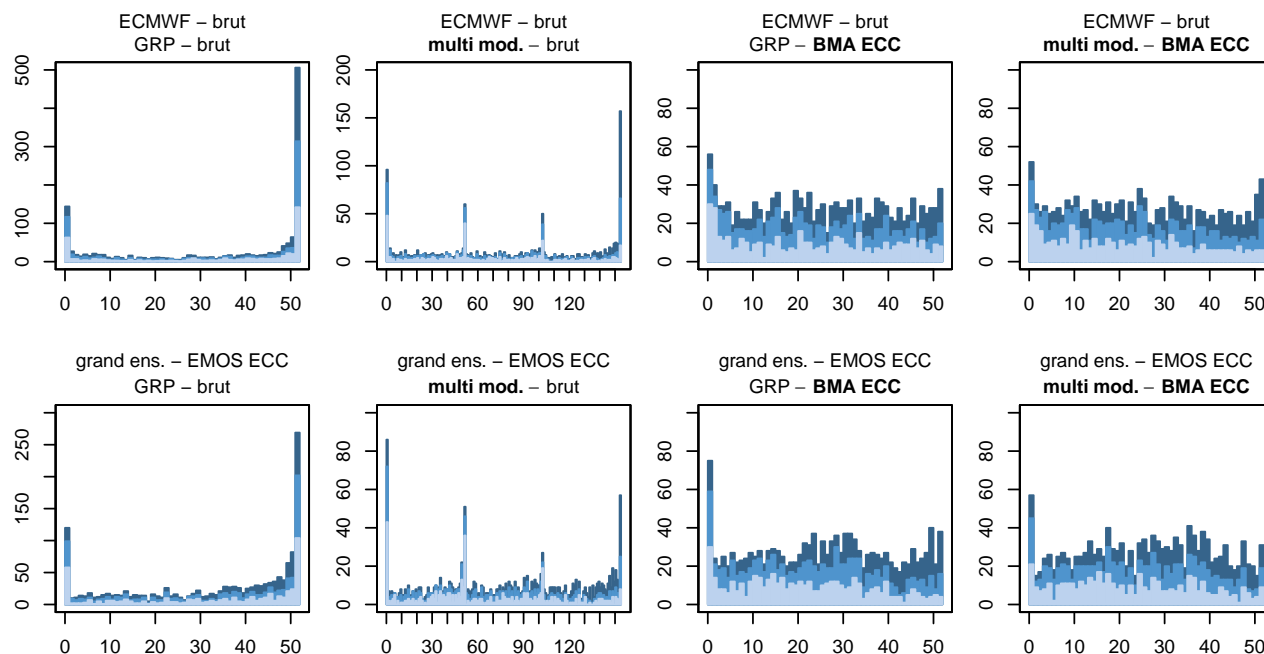 ECMWF – brut
GRP – brut
ECMWF – brut
multi mod. – brut
ECMWF – brut
GRP – BMA ECC
ECMWF – brut
multi mod. – BMA ECC
0 100 300 500
0 10 20 30 40 50
0 50 100 150 200
0 30 60 90 120
0 20 40 60 80
0 10 20 30 40 50
0 20 40 60 80
0 10 20 30 40 50
grand ens. – EMOS ECC
GRP – brut
grand ens. – EMOS ECC
multi mod. – brut
grand ens. – EMOS ECC
GRP – BMA ECC
grand ens. – EMOS ECC
multi mod. – BMA ECC
0 50 150 250
0 10 20 30 40 50
0 20 40 60 80
0 30 60 90 120
0 20 40 60 80
0 10 20 30 40 50
0 20 40 60 80
0 10 20 30 40 50